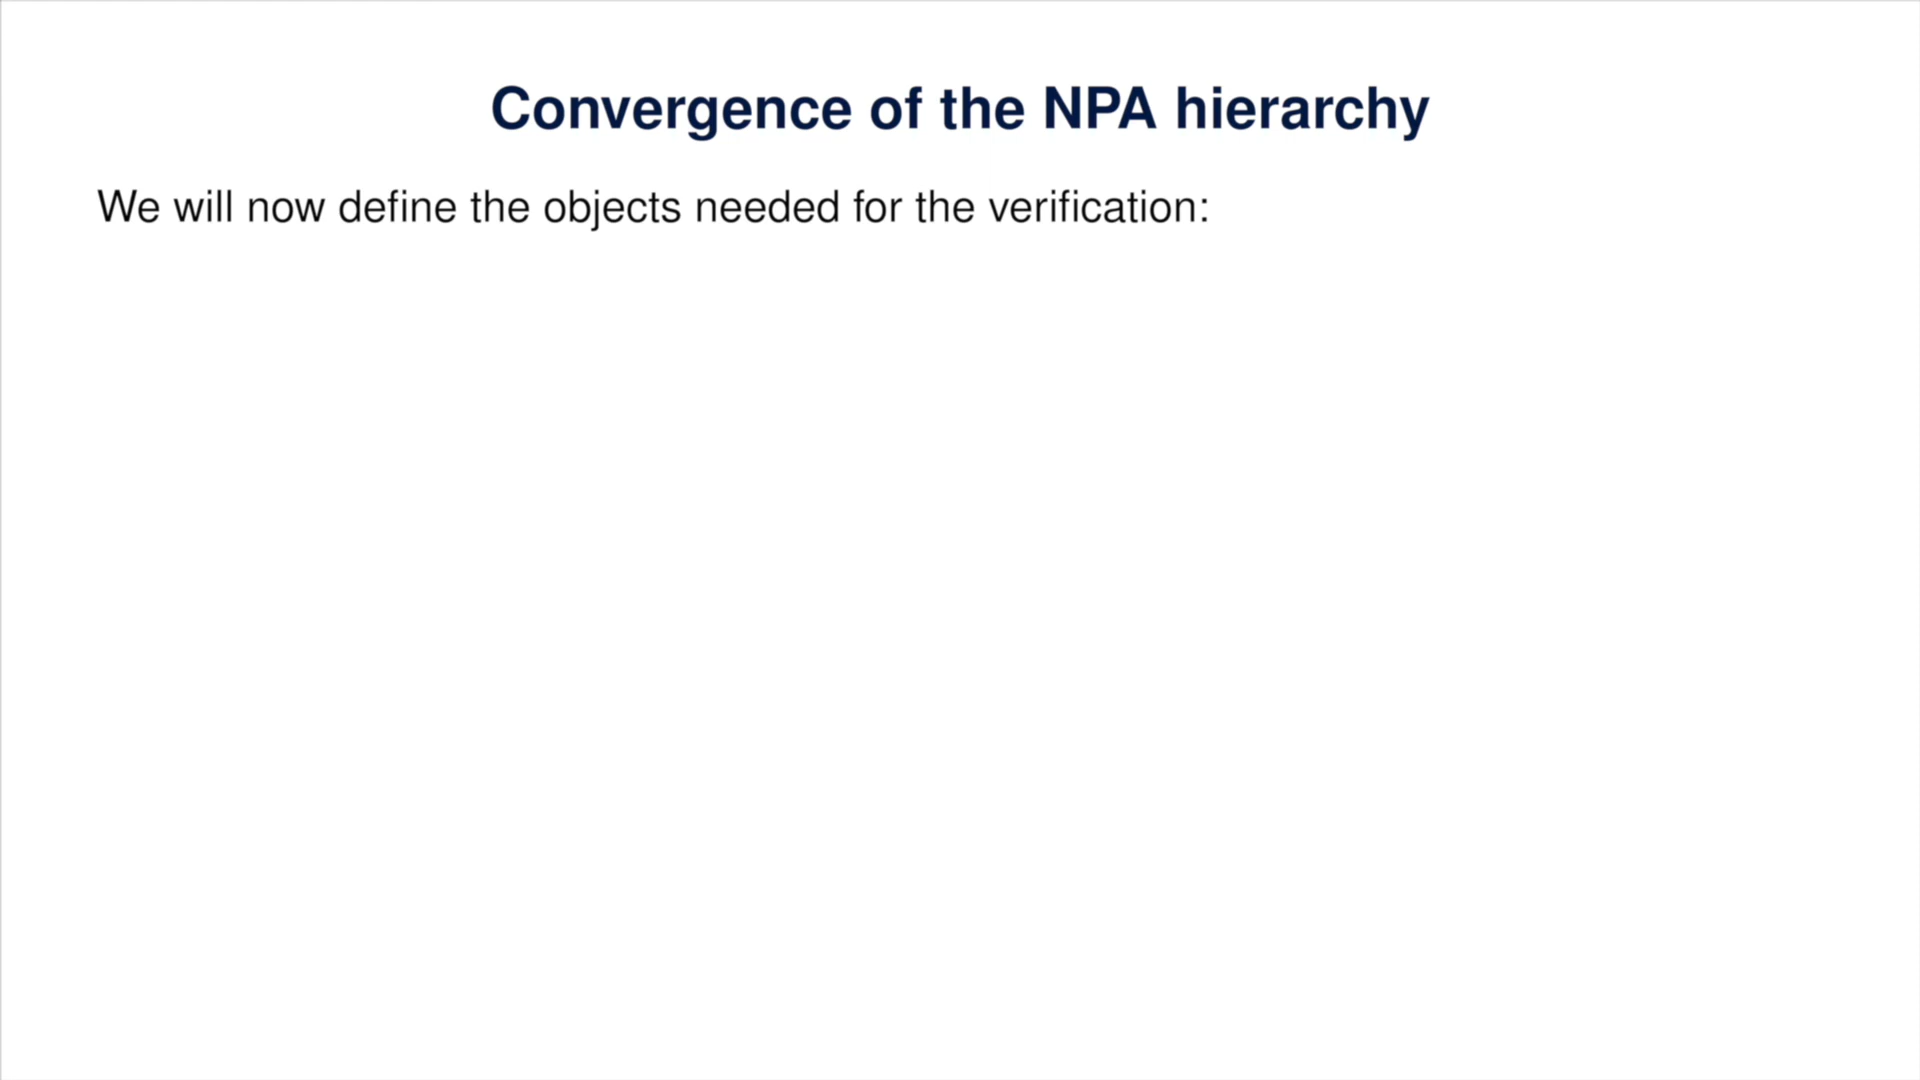 Convergence of the NPA hierarchy
We will now define the objects needed for the verification: